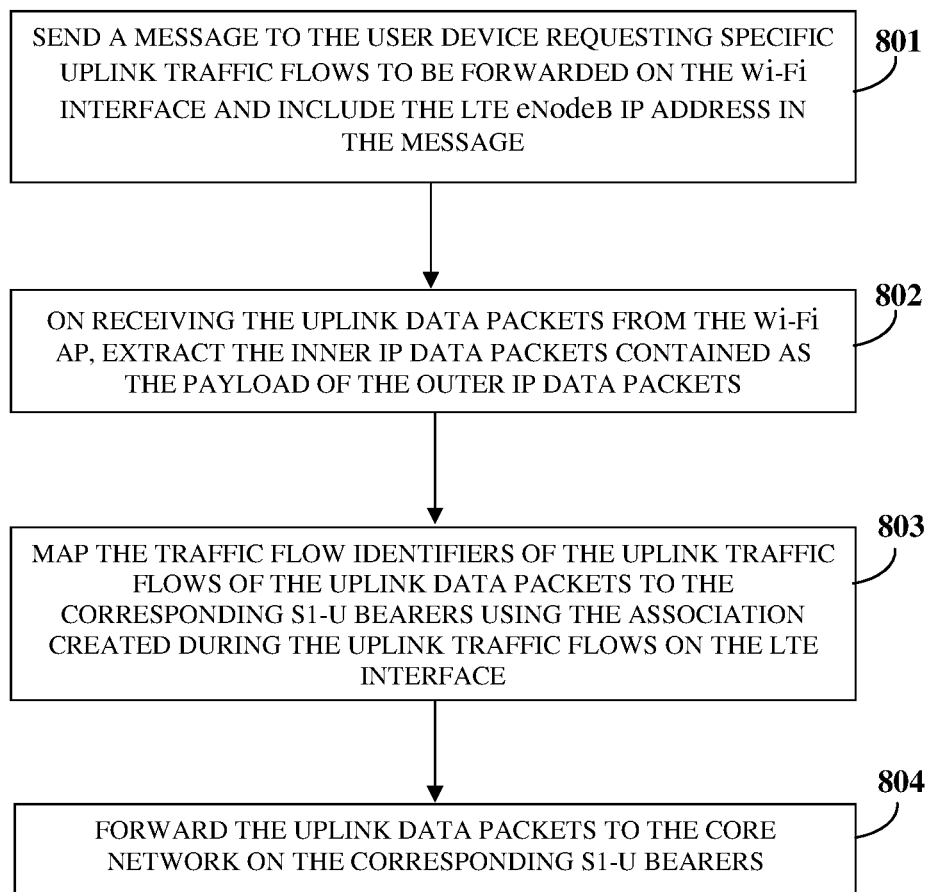 SEND A MESSAGE TO THE USER DEVICE REQUESTING SPECIFIC
UPLINK TRAFFIC FLOWS TO BE FORWARDED ON THE Wi-Fi
INTERFACE AND INCLUDE THE LTE eNodeB IP ADDRESS IN
THE MESSAGE
801
ON RECEIVING THE UPLINK DATA PACKETS FROM THE Wi-Fi
AP, EXTRACT THE INNER IP DATA PACKETS CONTAINED AS
THE PAYLOAD OF THE OUTER IP DATA PACKETS
802
MAP THE TRAFFIC FLOW IDENTIFIERS OF THE UPLINK TRAFFIC
FLOWS OF THE UPLINK DATA PACKETS TO THE
CORRESPONDING S1-U BEARERS USING THE ASSOCIATION
CREATED DURING THE UPLINK TRAFFIC FLOWS ON THE LTE
INTERFACE
803
FORWARD THE UPLINK DATA PACKETS TO THE CORE
NETWORK ON THE CORRESPONDING S1-U BEARERS
804